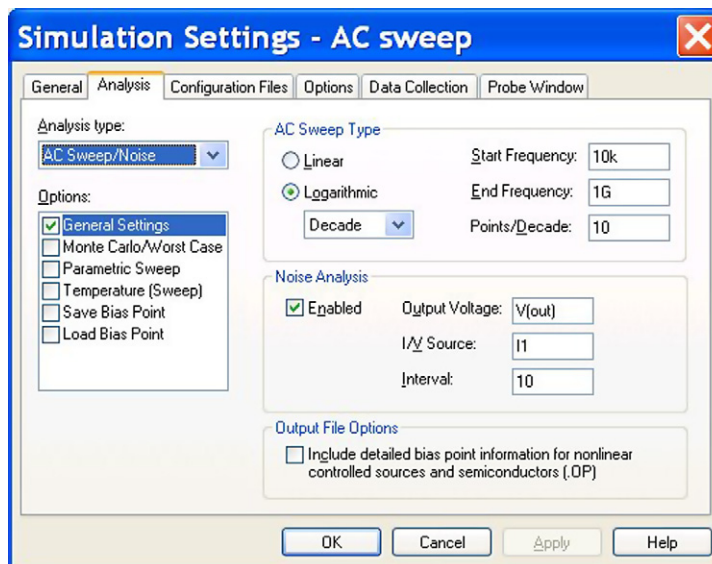 Simulation Settings - AC sweep
General Analysis Configuration Files Options Data Collection Probe Window
Analysis type:
AC Sweep/Noise
Options:
General Settings
Monte Carlo/Worst Case
Parametric Sweep
Temperature (Sweep)
Save Bias Point
Load Bias Point
AC Sweep Type
Linear
Logarithmic
Decade
Start Frequency: 10k
End Frequency: 1G
Points/Decade: 10
Noise Analysis
Enabled
Output Voltage: V(out)
I/V Source: I1
Interval: 10
Output File Options
Include detailed bias point information for nonlinear
controlled sources and semiconductors (.OP)
OK Cancel Apply Help